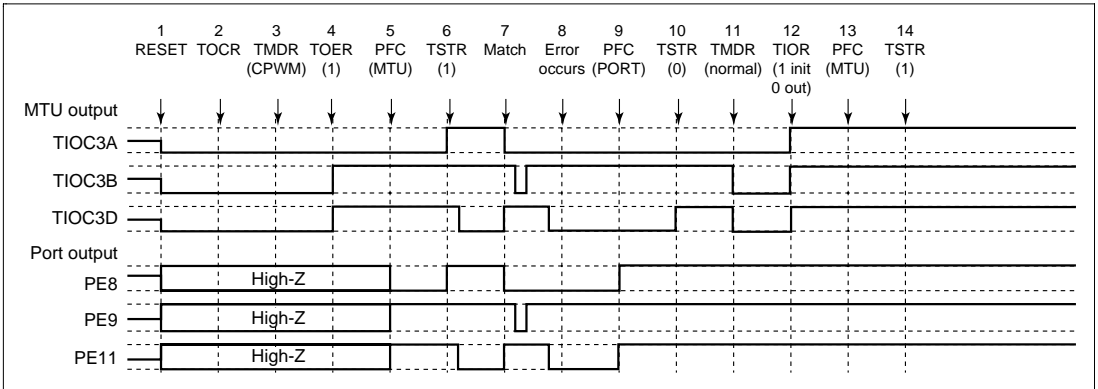 1 2 3 4 5 6 7 8 9 10 11 12 13 14
RESET TOCR TMDR TOER PFC TSTR Match Error PFC TSTR TMDR TIOR PFC TSTR
(CPWM) (1) (MTU) (1) occurs (PORT) (0) (normal) (1 init (MTU) (1)
0 out)
MTU output
TIOC3A
TIOC3B
TIOC3D
Port output
PE8 High-Z
PE9 High-Z
PE11 High-Z